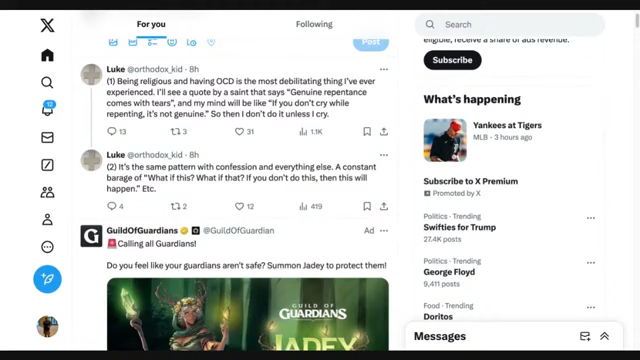 For you
Following
Search
Post
eligible, receive a share of ads revenue.
Subscribe
Luke @orthodox_kid · 8h
(1) Being religious and having OCD is the most debilitating thing I've ever
experienced. I'll see a quote by a saint that says "Genuine repentance
comes with tears", and my mind will be like "If you don't cry while
repenting, it's not genuine." So then I don't do it unless I cry.
13 3 31 1.1K
Luke @orthodox_kid · 8h
(2) It's the same pattern with confession and everything else. A constant
barage of "What if this? What if that? If you don't do this, then this will
happen." Etc.
4 2 12 419
GuildOfGuardians @GuildOfGuardian Ad
🚨Calling all Guardians!
Do you feel like your guardians aren't safe? Summon Jadey to protect them!
GUILD OF
GUARDIANS
JADEY
What's happening
Yankees at Tigers
MLB · 3 hours ago
Subscribe to X Premium
Promoted by X
Politics · Trending
Swifties for Trump
27.4K posts
Politics · Trending
George Floyd
9,411 posts
Food · Trending
Doritos
Messages
12